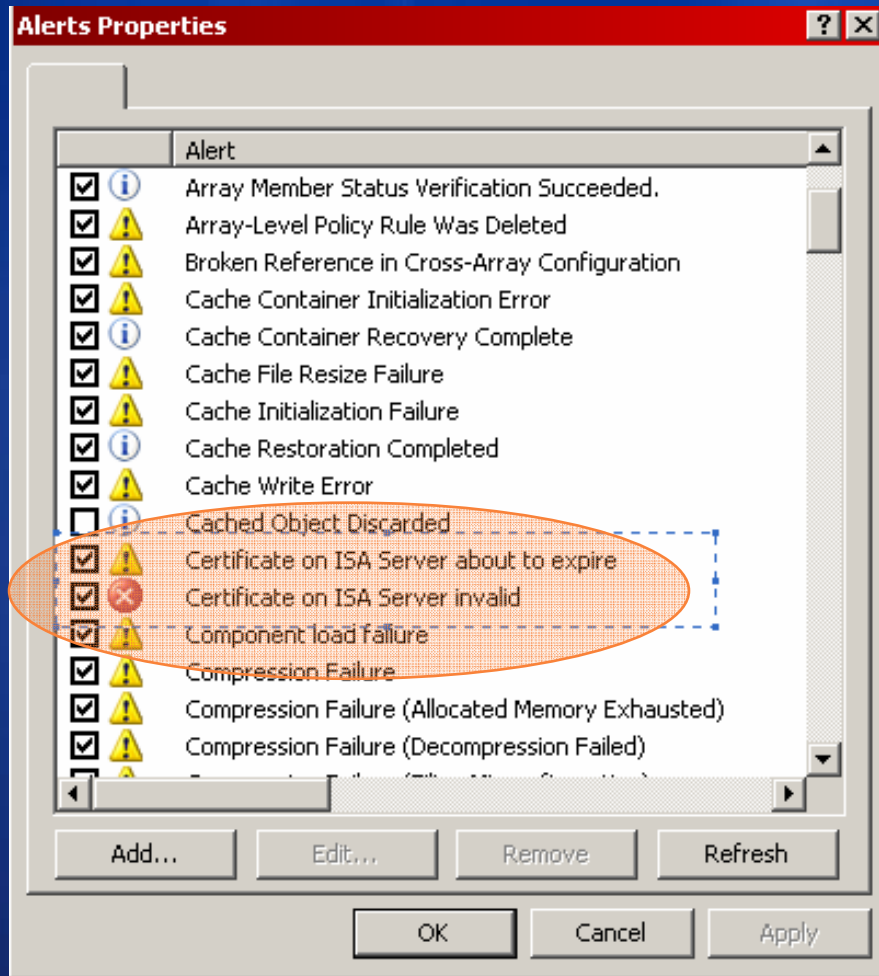 Alerts Properties
Alert
Array Member Status Verification Succeeded.
Array-Level Policy Rule Was Deleted
Broken Reference in Cross-Array Configuration
Cache Container Initialization Error
Cache Container Recovery Complete
Cache File Resize Failure
Cache Initialization Failure
Cache Restoration Completed
Cache Write Error
Cached Object Discarded
Certificate on ISA Server about to expire
Certificate on ISA Server invalid
Component load failure
Compression Failure
Compression Failure (Allocated Memory Exhausted)
Compression Failure (Decompression Failed)
Add... Edit... Remove Refresh
OK Cancel Apply